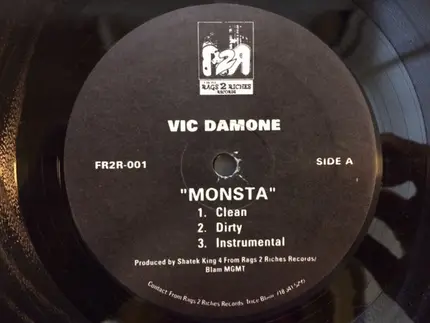 R2R
RAGS 2 RICHES
RECORDS
VIC DAMONE
FR2R-001
SIDE A
"MONSTA"
1. Clean
2. Dirty
3. Instrumental
Produced by Shatek King 4 From Rags 2 Riches Records/
Blam MGMT
Contact From Rags 2 Riches Records